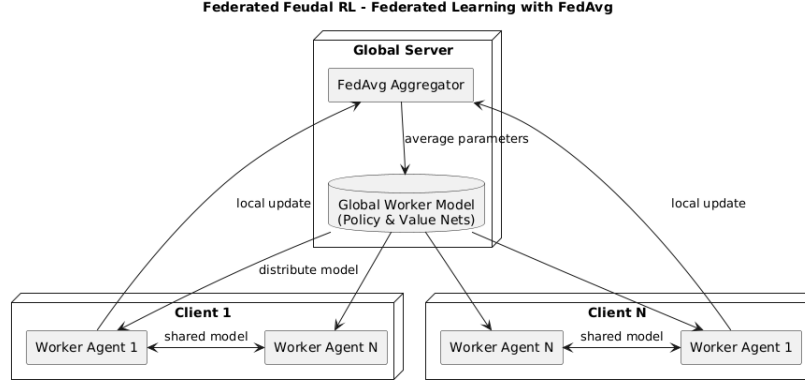 Federated Feudal RL - Federated Learning with FedAvg
Global Server
FedAvg Aggregator
average parameters
Global Worker Model
(Policy & Value Nets)
local update
local update
distribute model
Client 1
Worker Agent 1
shared model
Worker Agent N
Client N
Worker Agent N
shared model
Worker Agent 1